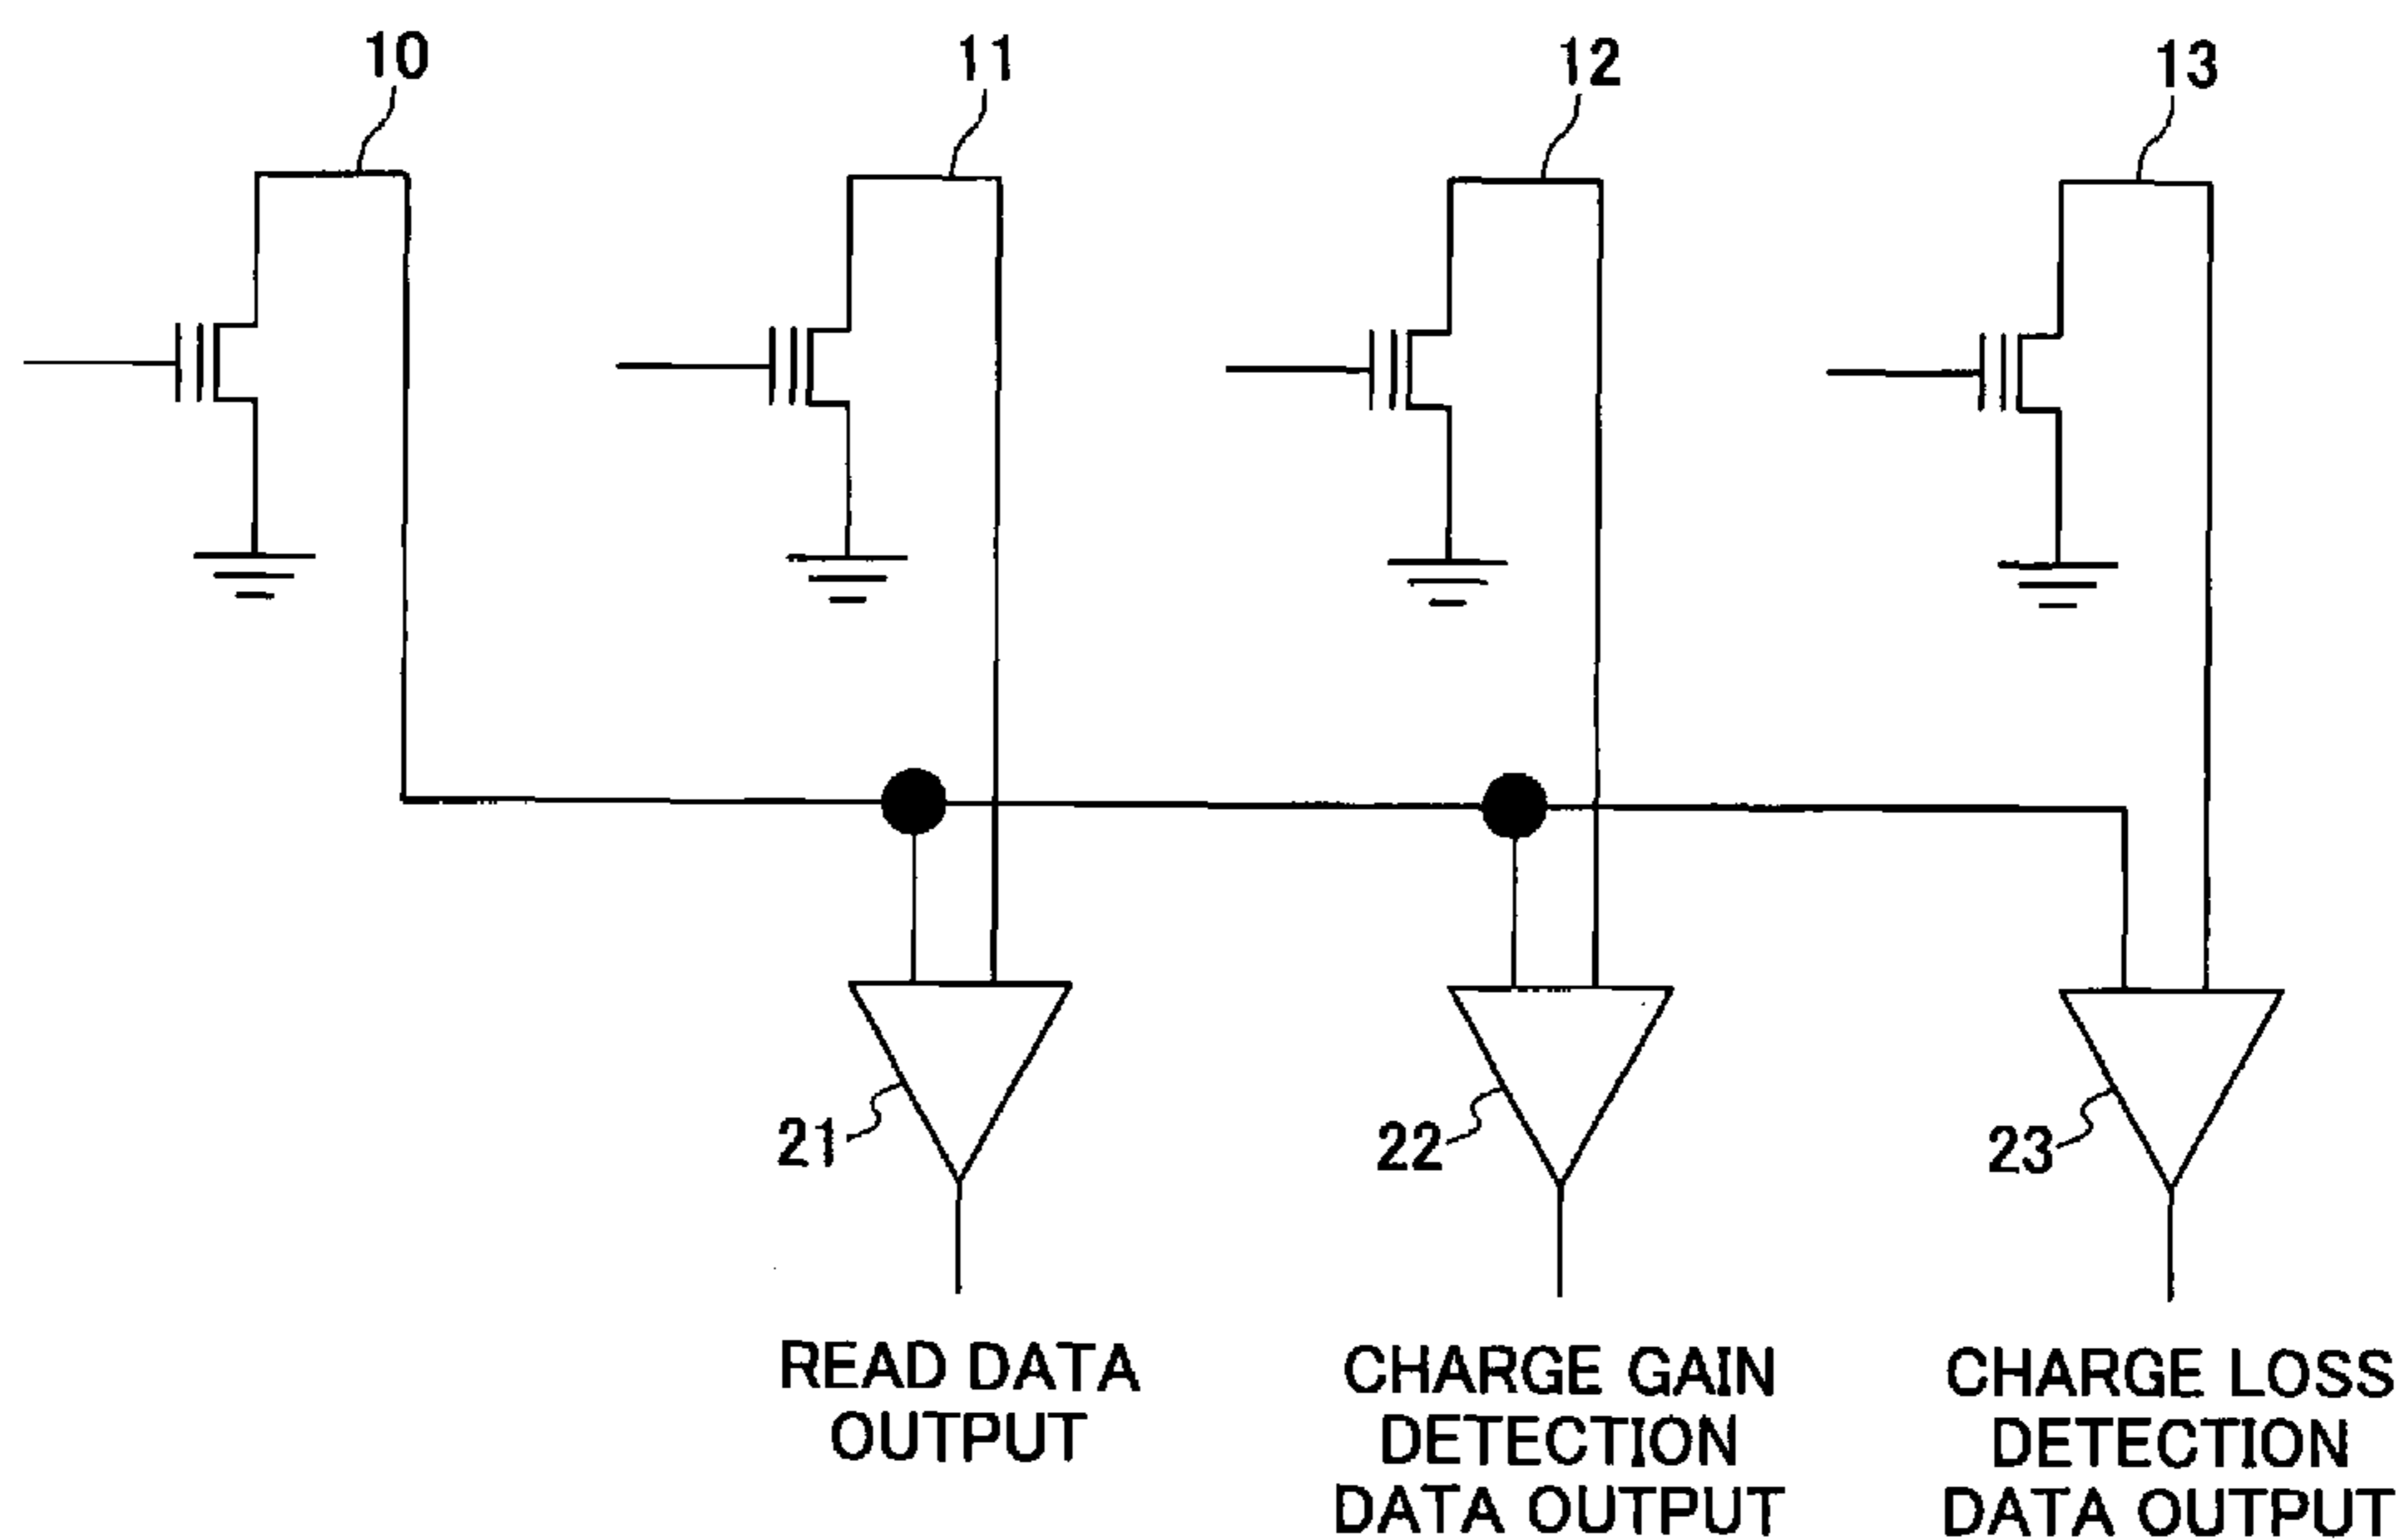 10
11
12
13
21
22
23
READ DATA
OUTPUT
CHARGE GAIN
DETECTION
DATA OUTPUT
CHARGE LOSS
DETECTION
DATA OUTPUT